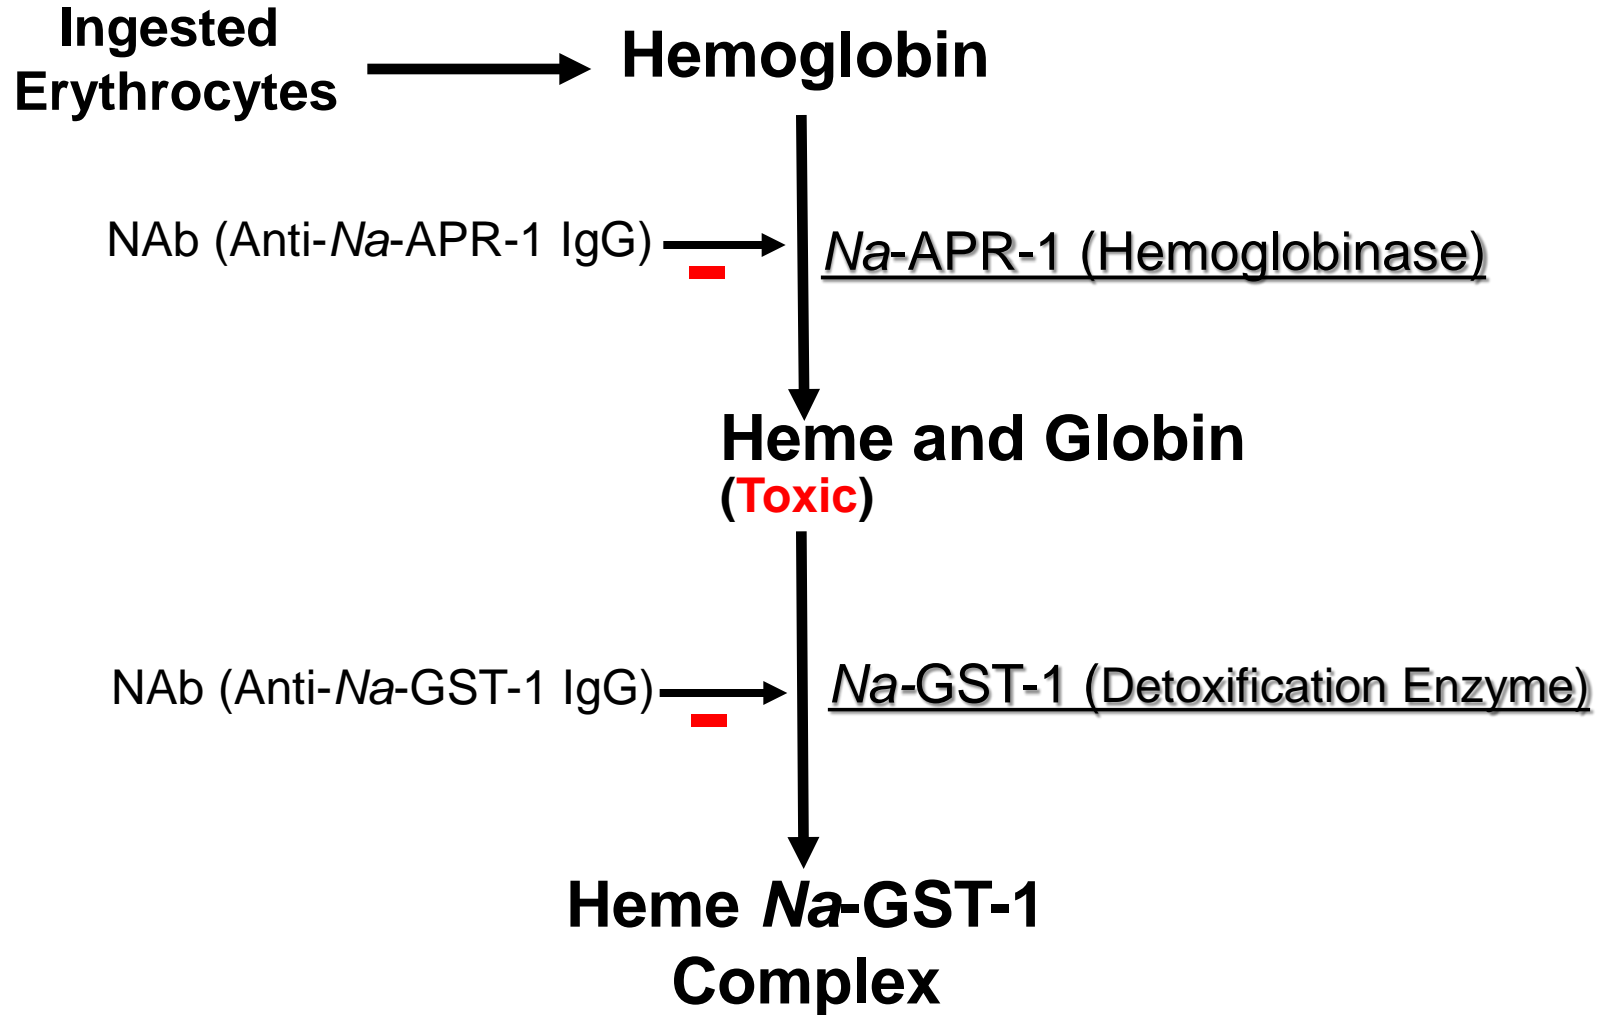 Ingested
Erythrocytes
Hemoglobin
NAb (Anti-Na-APR-1 IgG)
Na-APR-1 (Hemoglobinase)
Heme and Globin
(Toxic)
NAb (Anti-Na-GST-1 IgG)
Na-GST-1 (Detoxification Enzyme)
Heme Na-GST-1
Complex